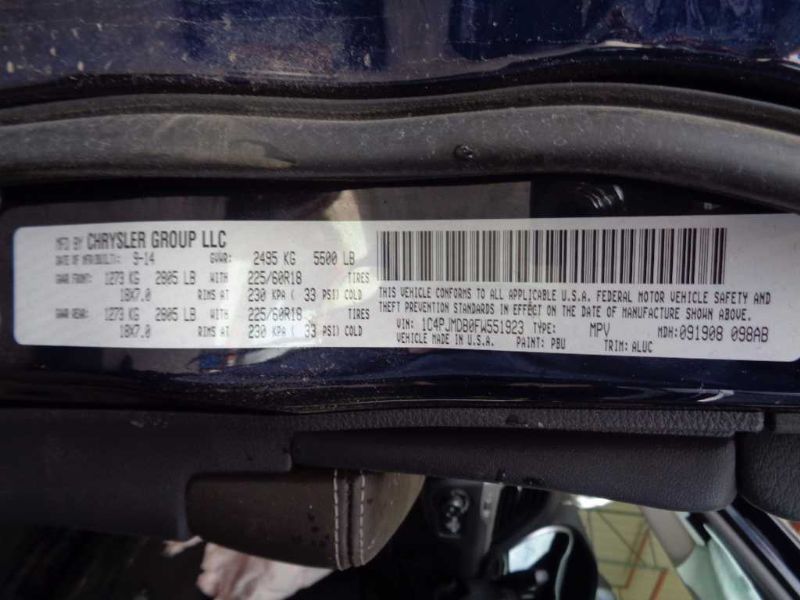 MFD BY CHRYSLER GROUP LLC
DATE OF MFR(BUILT): 9-14 GVWR: 2495 KG 5500 LB
GAWR FRONT: 1273 KG 2805 LB WITH 225/60R18 TIRES
18X7.0 RIMS AT 230 KPA ( 33 PSI) COLD
GAWR REAR: 1273 KG 2805 LB WITH 225/60R18 TIRES
18X7.0 RIMS AT 230 KPA ( 33 PSI) COLD
THIS VEHICLE CONFORMS TO ALL APPLICABLE U.S.A. FEDERAL MOTOR VEHICLE SAFETY AND
THEFT PREVENTION STANDARDS IN EFFECT ON THE DATE OF MANUFACTURE SHOWN ABOVE.
VIN: 1C4PJMDB0FW551923 TYPE: MPV MDH: 091908 098AB
VEHICLE MADE IN U.S.A. PAINT: PBU TRIM: ALUC